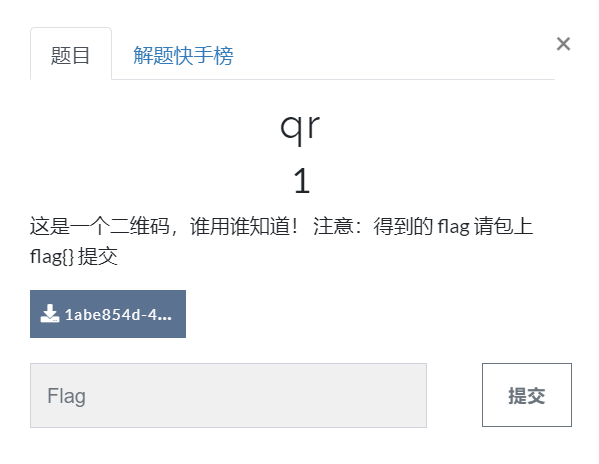 题目
解题快手榜
×
qr
1
这是一个二维码，谁用谁知道！ 注意：得到的 flag 请包上
flag{} 提交
1abe854d-4...
Flag
提交